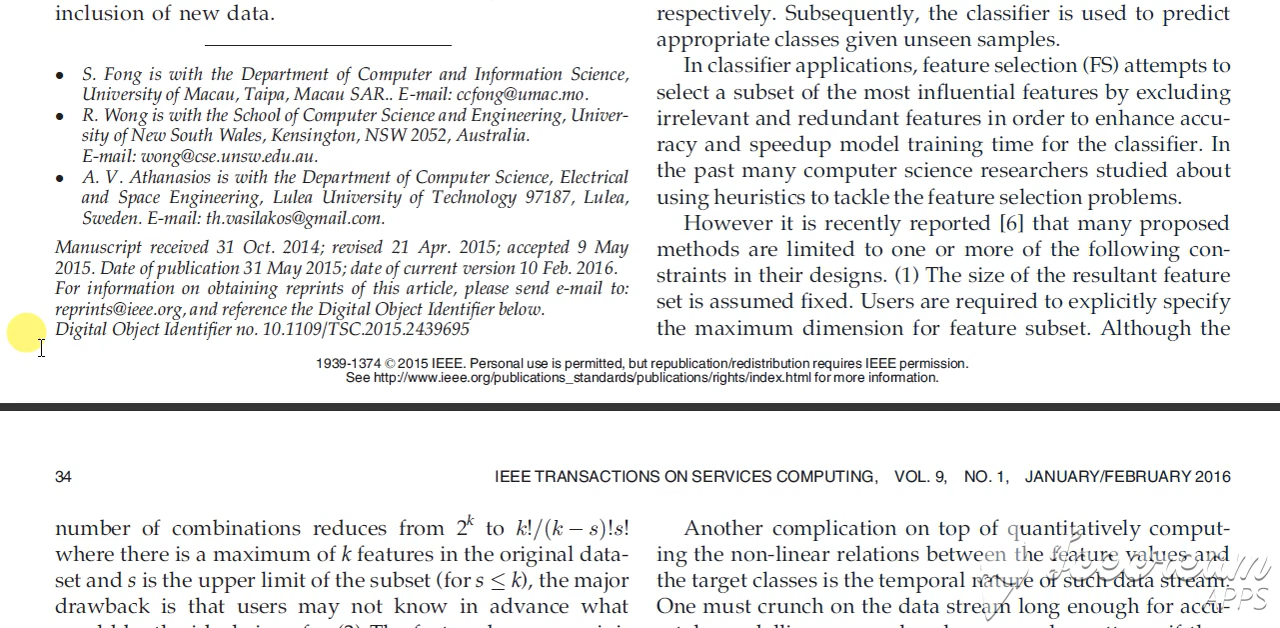 inclusion of new data.
• S. Fong is with the Department of Computer and Information Science,
University of Macau, Taipa, Macau SAR.. E-mail: ccfong@umac.mo.
• R. Wong is with the School of Computer Science and Engineering, Univer-
sity of New South Wales, Kensington, NSW 2052, Australia.
E-mail: wong@cse.unsw.edu.au.
• A. V. Athanasios is with the Department of Computer Science, Electrical
and Space Engineering, Lulea University of Technology 97187, Lulea,
Sweden. E-mail: th.vasilakos@gmail.com.
Manuscript received 31 Oct. 2014; revised 21 Apr. 2015; accepted 9 May
2015. Date of publication 31 May 2015; date of current version 10 Feb. 2016.
For information on obtaining reprints of this article, please send e-mail to:
reprints@ieee.org, and reference the Digital Object Identifier below.
Digital Object Identifier no. 10.1109/TSC.2015.2439695
respectively. Subsequently, the classifier is used to predict
appropriate classes given unseen samples.
In classifier applications, feature selection (FS) attempts to
select a subset of the most influential features by excluding
irrelevant and redundant features in order to enhance accu-
racy and speedup model training time for the classifier. In
the past many computer science researchers studied about
using heuristics to tackle the feature selection problems.
However it is recently reported [6] that many proposed
methods are limited to one or more of the following con-
straints in their designs. (1) The size of the resultant feature
set is assumed fixed. Users are required to explicitly specify
the maximum dimension for feature subset. Although the
1939-1374 © 2015 IEEE. Personal use is permitted, but republication/redistribution requires IEEE permission.
See http://www.ieee.org/publications_standards/publications/rights/index.html for more information.
34 IEEE TRANSACTIONS ON SERVICES COMPUTING, VOL. 9, NO. 1, JANUARY/FEBRUARY 2016
number of combinations reduces from 2^k to k!/(k − s)!s!
where there is a maximum of k features in the original data-
set and s is the upper limit of the subset (for s ≤ k), the major
drawback is that users may not know in advance what
Another complication on top of quantitatively comput-
ing the non-linear relations between the feature values and
the target classes is the temporal nature of such data stream.
One must crunch on the data stream long enough for accu-
Icecream
APPS